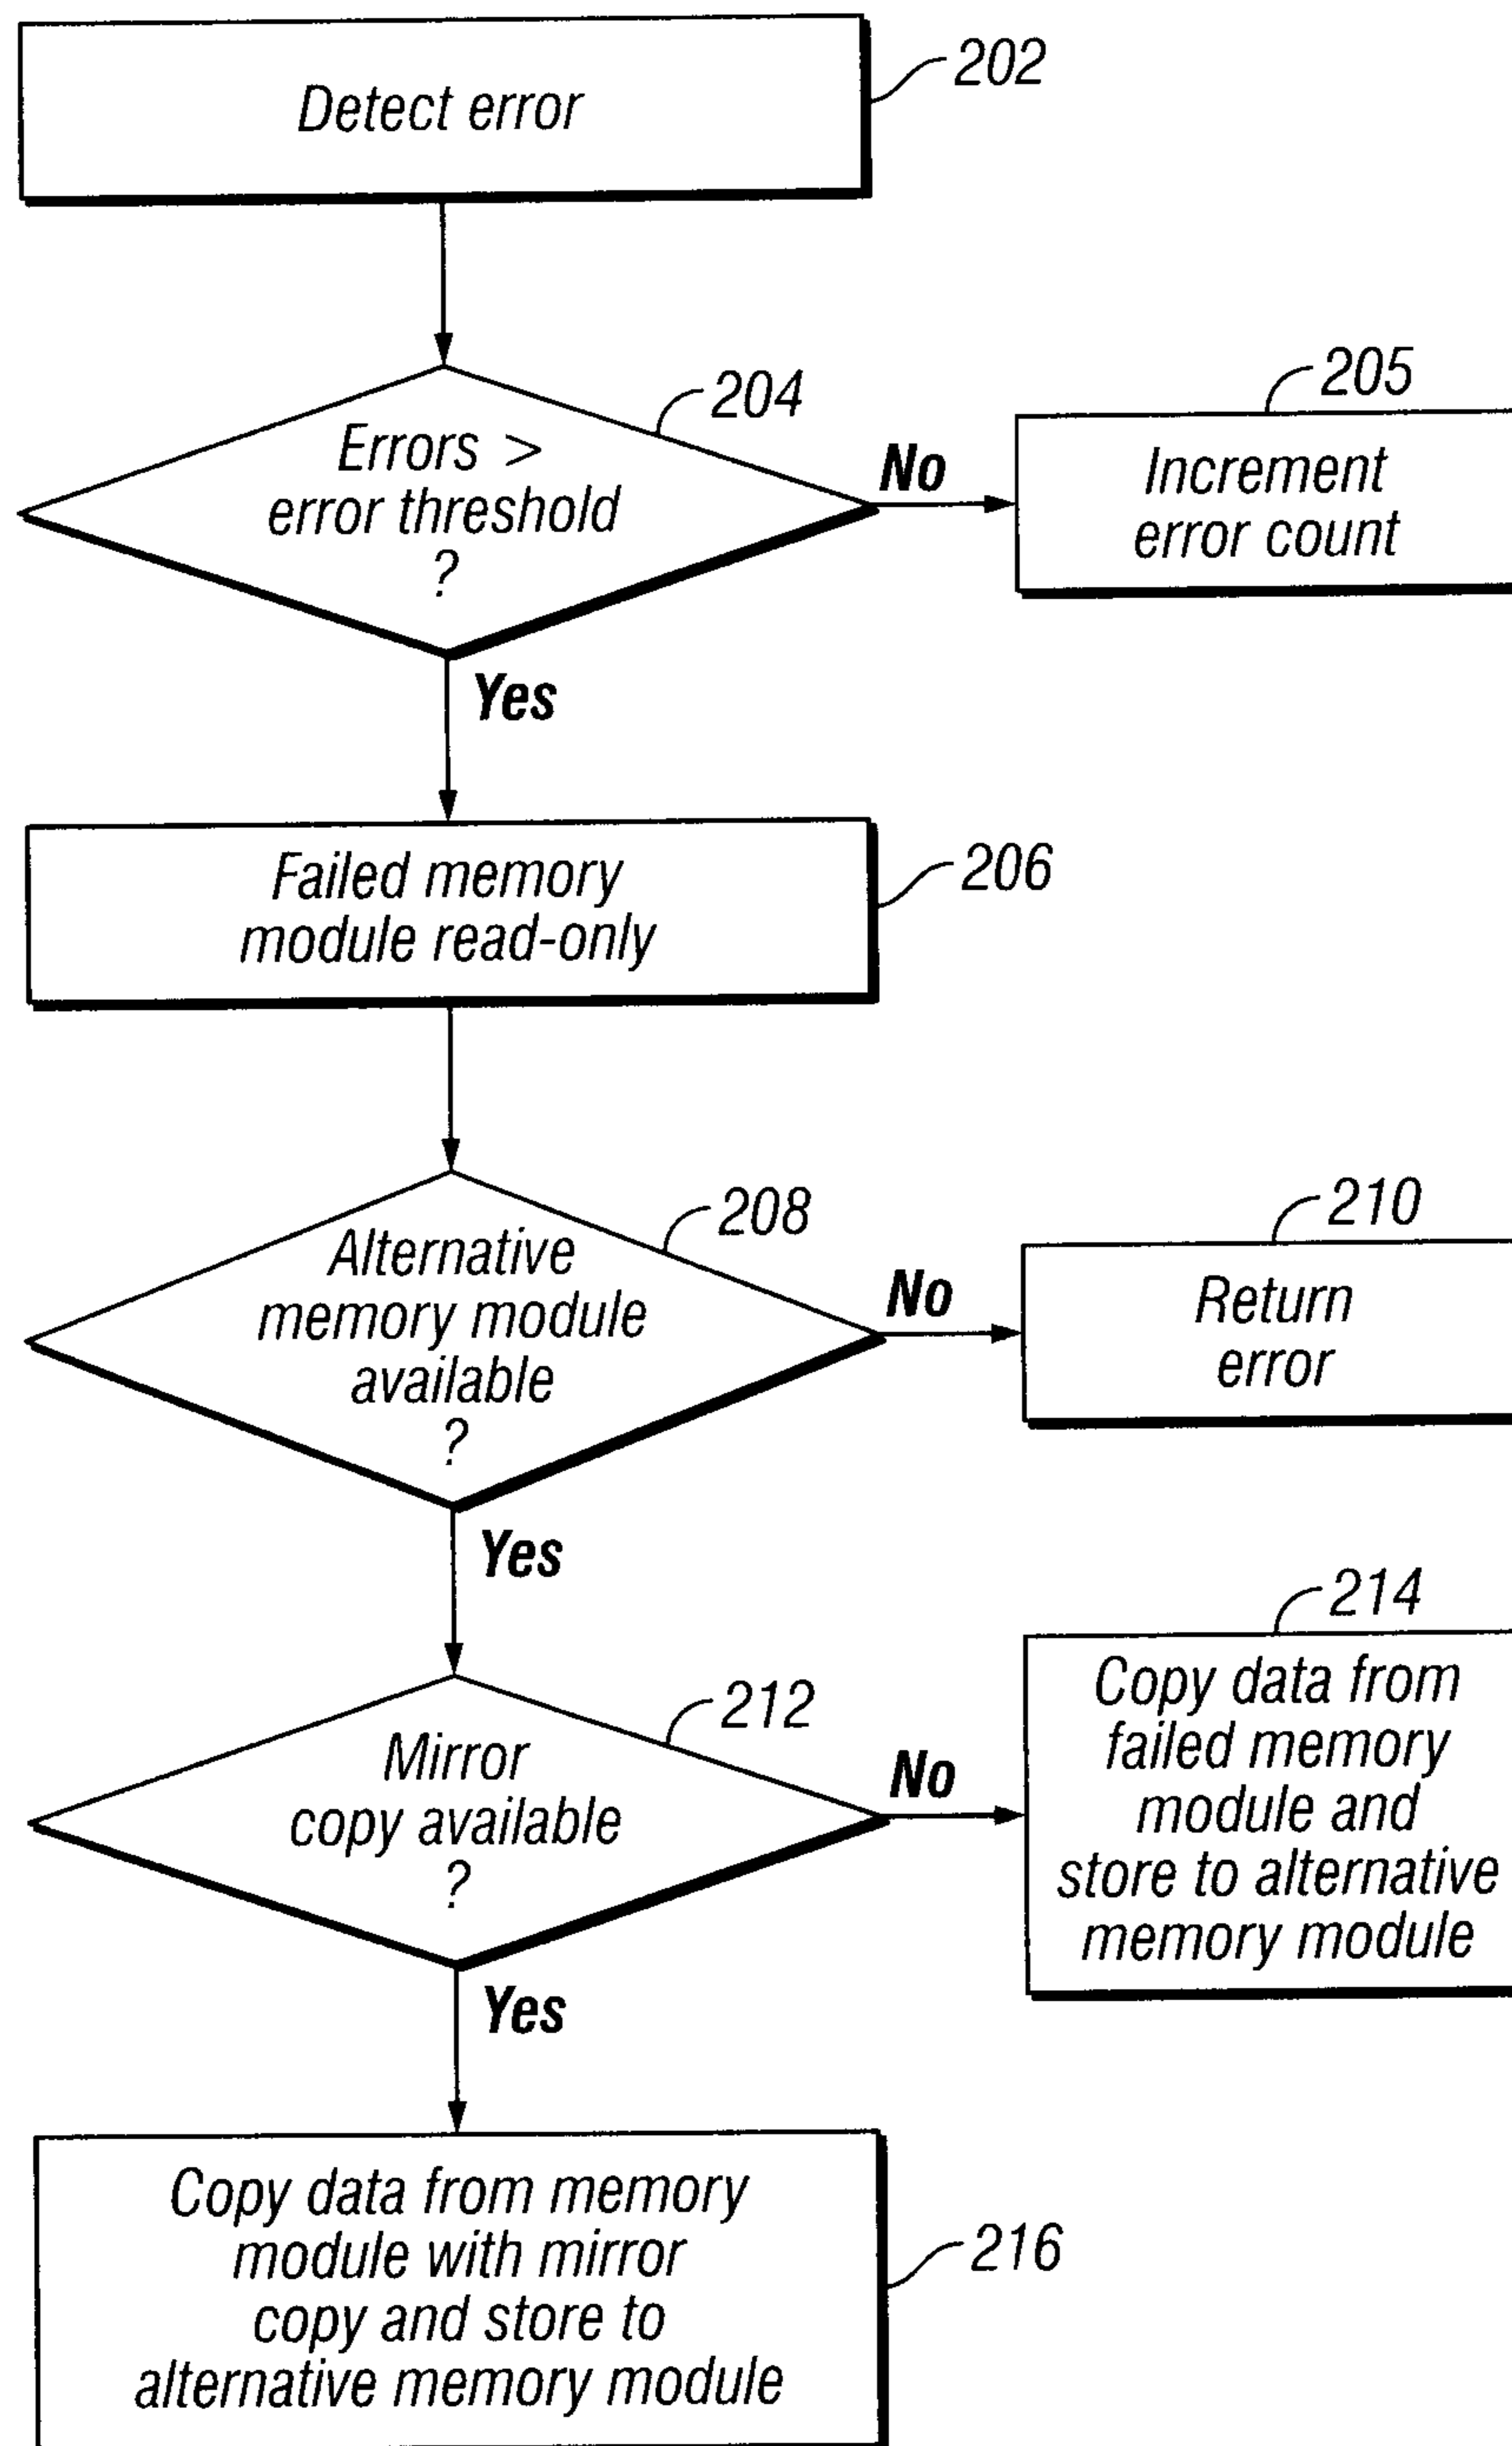 Detect error
202
Errors >
error threshold
?
204
No
205
Increment
error count
Yes
Failed memory
module read-only
206
Alternative
memory module
available
?
208
No
210
Return
error
Yes
Mirror
copy available
?
212
No
214
Copy data from
failed memory
module and
store to alternative
memory module
Yes
Copy data from memory
module with mirror
copy and store to
alternative memory module
216